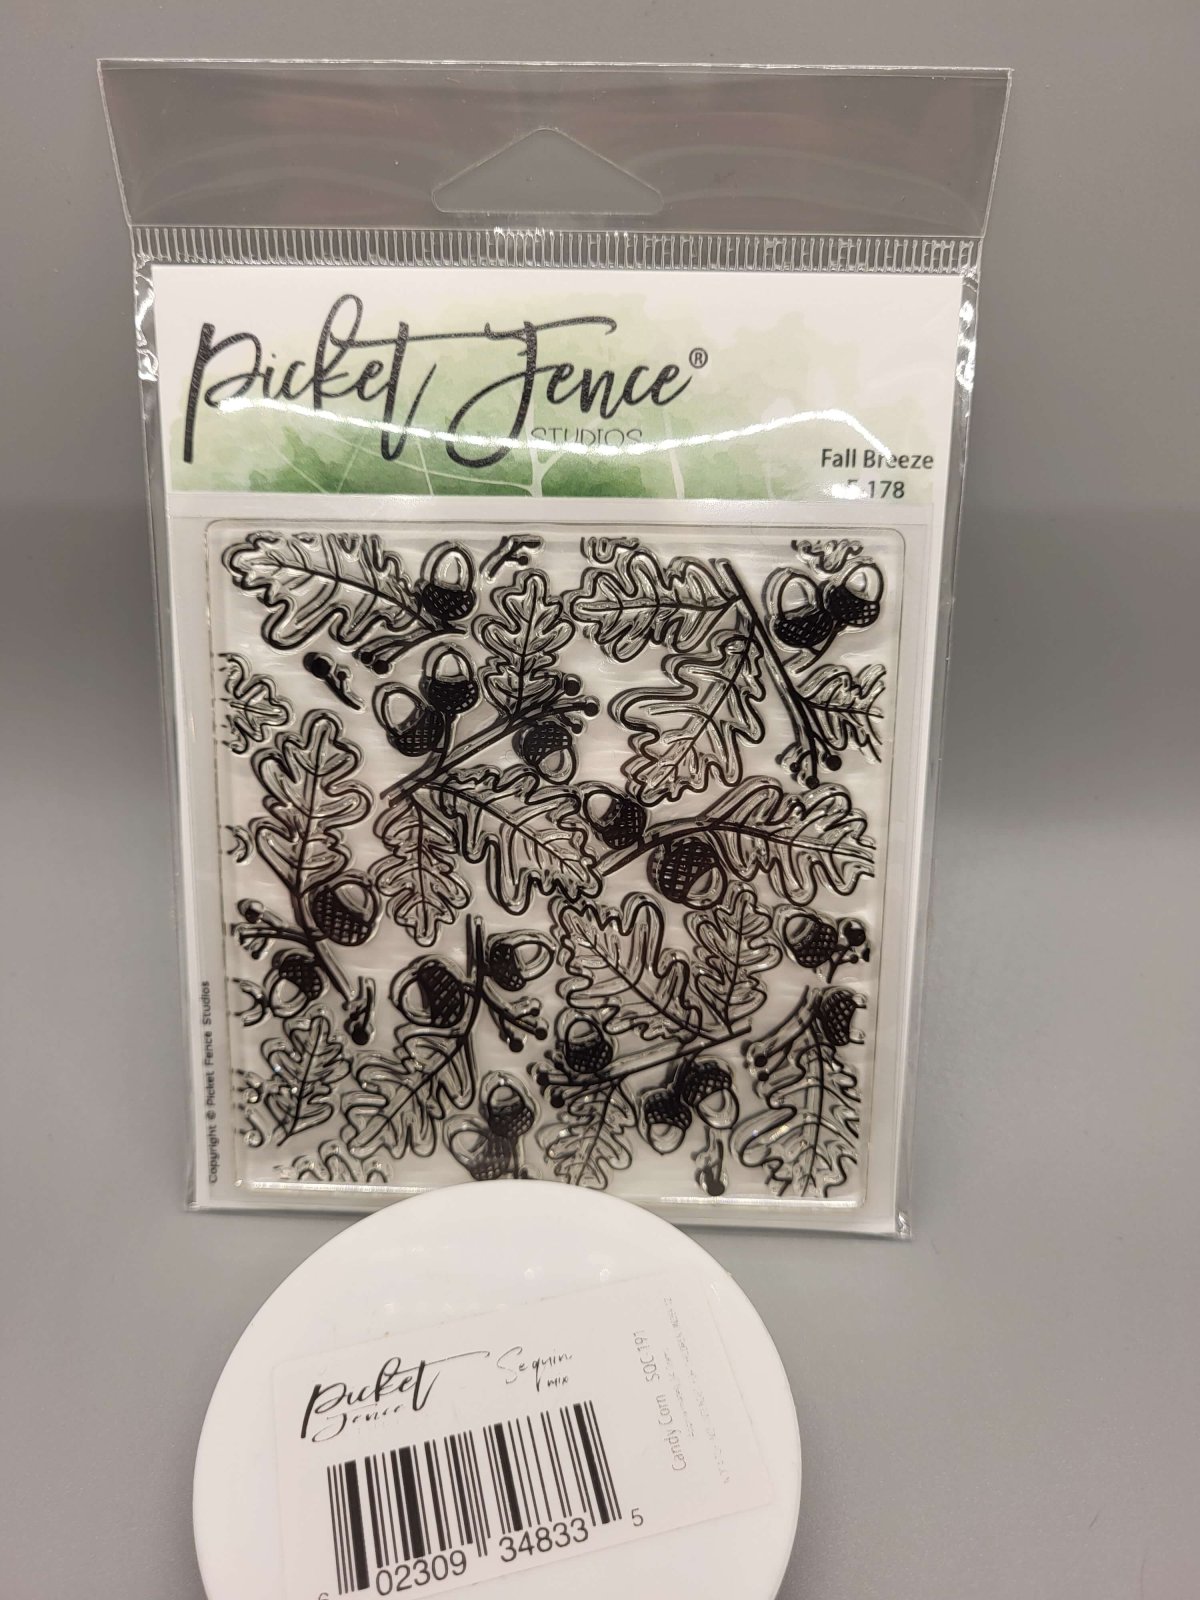 Picket Fence®
STUDIOS
Fall Breeze
178
copyright © Picket Fence Studios
Picket
Fence
Sequin
mix
Candy Corn SQC 191
02309 34833 5